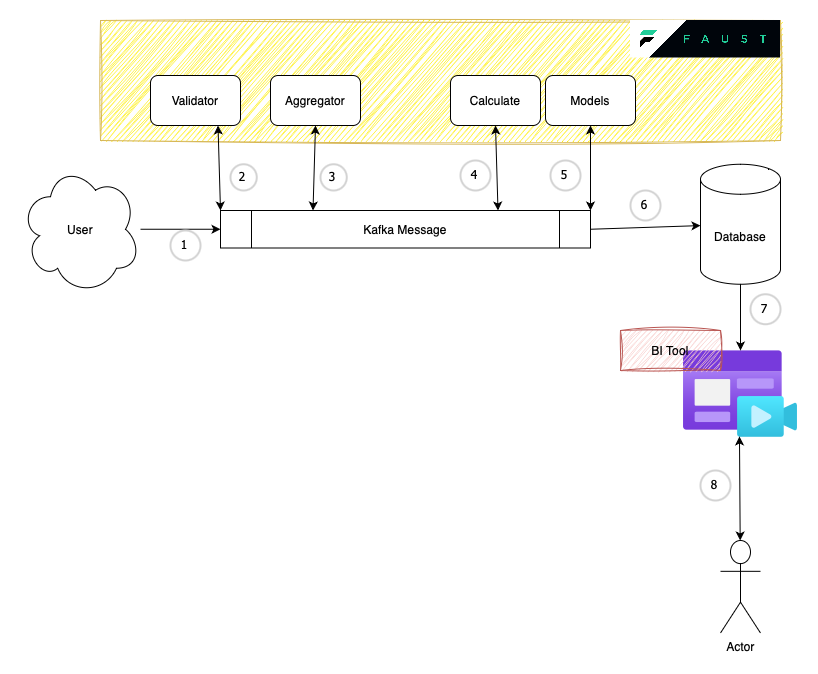 FAUST
Validator
Aggregator
Calculate
Models
2
3
4
5
6
User
1
Kafka Message
Database
7
BI Tool
8
Actor